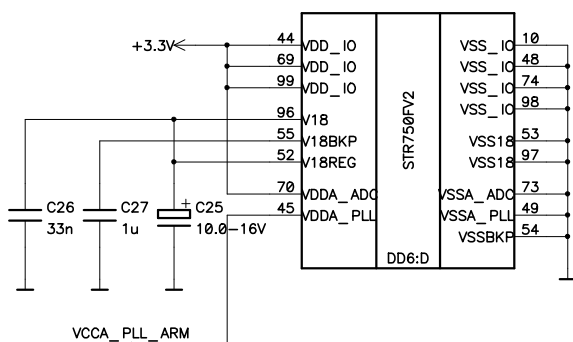 +3.3V 44 VDD_IO VSS_IO 10
69 VDD_IO VSS_IO 48
99 VDD_IO VSS_IO 74
VSS_IO 98
96 V18
55 V18BKP VSS18 53
52 V18REG VSS18 97
70 VDDA_ADC VSSA_ADC 73
45 VDDA_PLL VSSA_PLL 49
VSSBKP 54
STR750FV2
DD6:D
C26 C27 + C25
33n 1u 10.0-16V
VCCA_PLL_ARM